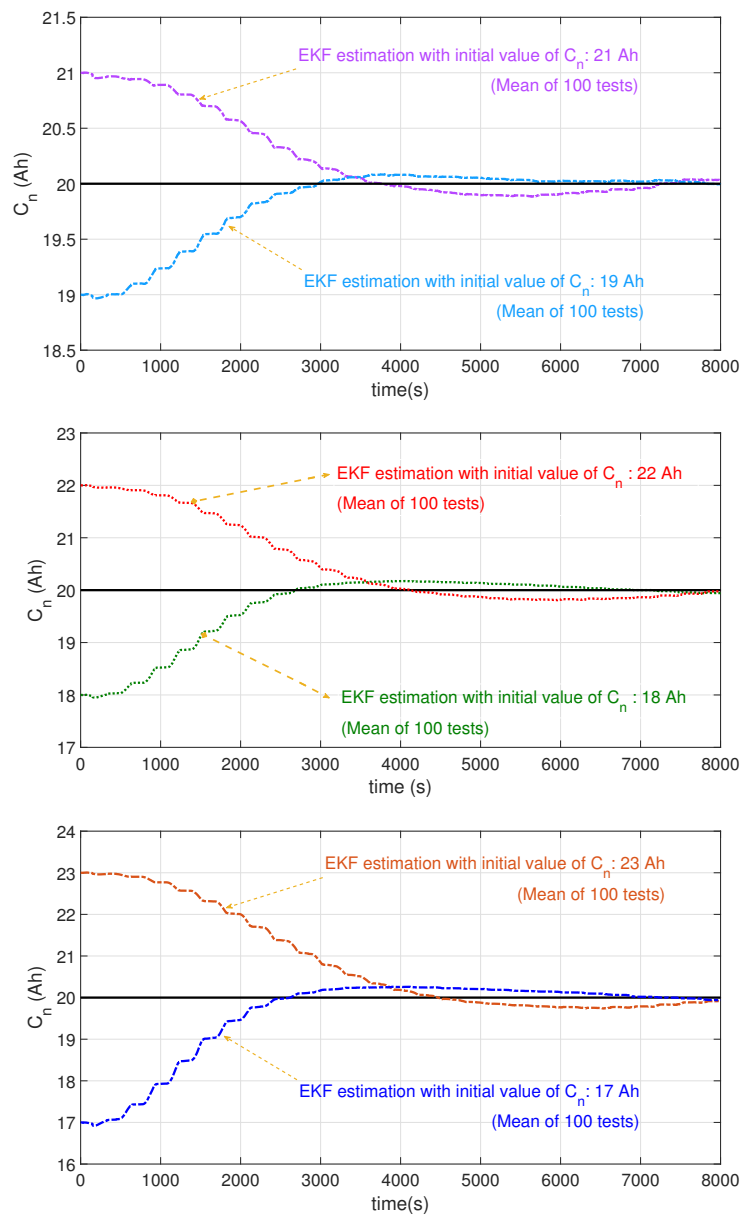 21.5
21
20.5
20
19.5
19
18.5
C_n (Ah)
EKF estimation with initial value of C_n: 21 Ah
(Mean of 100 tests)
EKF estimation with initial value of C_n: 19 Ah
(Mean of 100 tests)
0 1000 2000 3000 4000 5000 6000 7000 8000
time(s)
23
22
21
20
19
18
17
C_n (Ah)
EKF estimation with initial value of C_n : 22 Ah
(Mean of 100 tests)
EKF estimation with initial value of C_n : 18 Ah
(Mean of 100 tests)
0 1000 2000 3000 4000 5000 6000 7000 8000
time (s)
24
23
22
21
20
19
18
17
16
C_n (Ah)
EKF estimation with initial value of C_n: 23 Ah
(Mean of 100 tests)
EKF estimation with initial value of C_n: 17 Ah
(Mean of 100 tests)
0 1000 2000 3000 4000 5000 6000 7000 8000
time(s)